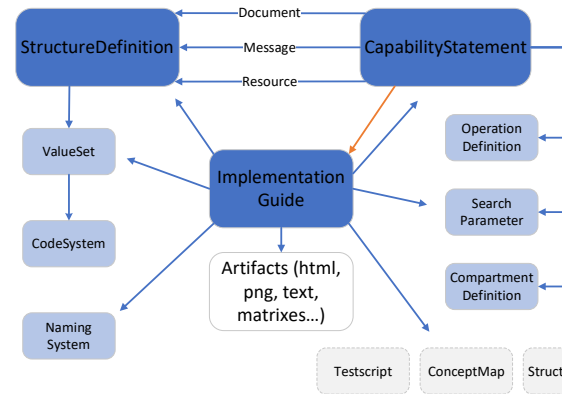 Document
StructureDefinition
Message
CapabilityStatement
Resource
Operation
Definition
ValueSet
Implementation
Guide
Search
Parameter
CodeSystem
Artifacts (html,
png, text,
matrixes...)
Compartment
Definition
Naming
System
Testscript
ConceptMap
Struct